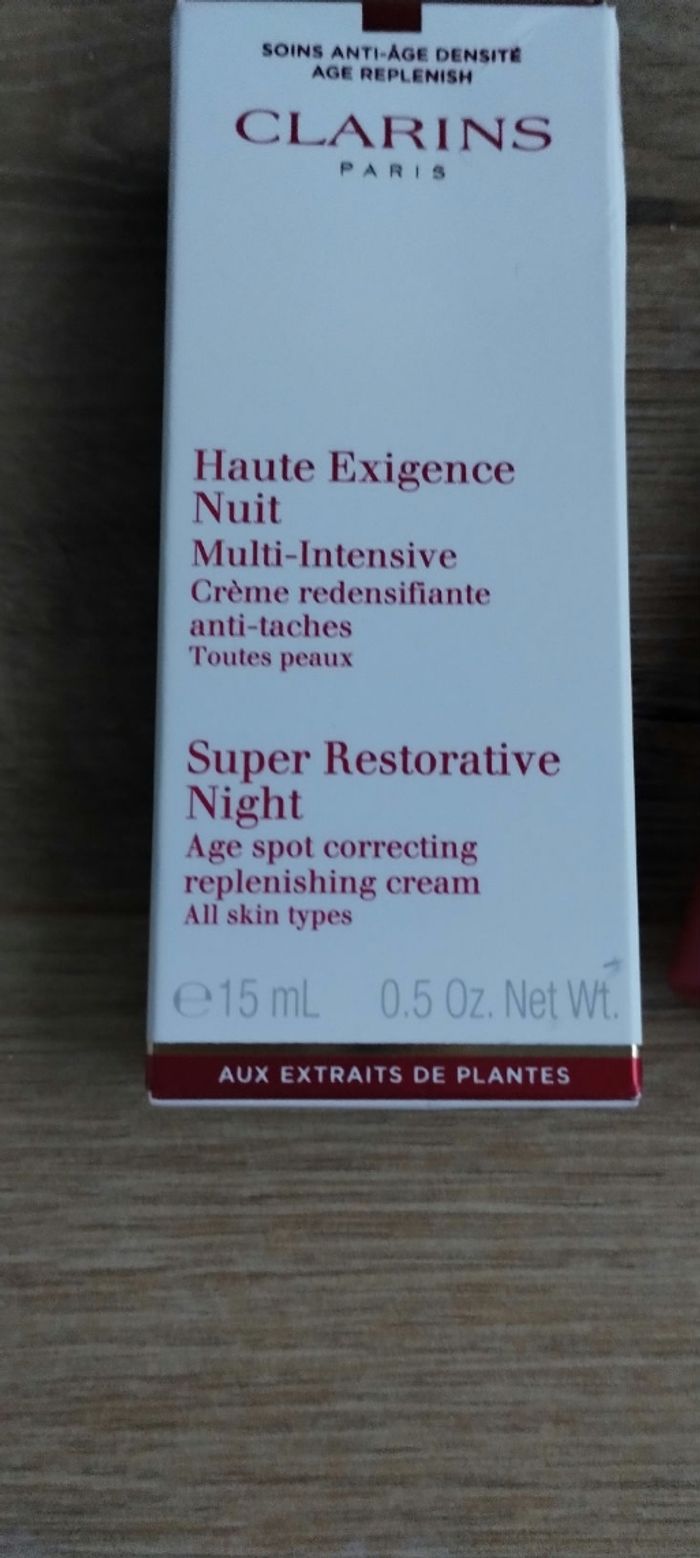 SOINS ANTI-ÂGE DENSITÉ
AGE REPLENISH
CLARINS
PARIS
Haute Exigence
Nuit
Multi-Intensive
Crème redensifiante
anti-taches
Toutes peaux
Super Restorative
Night
Age spot correcting
replenishing cream
All skin types
℮15 mL 0.5 Oz. Net Wt.
AUX EXTRAITS DE PLANTES